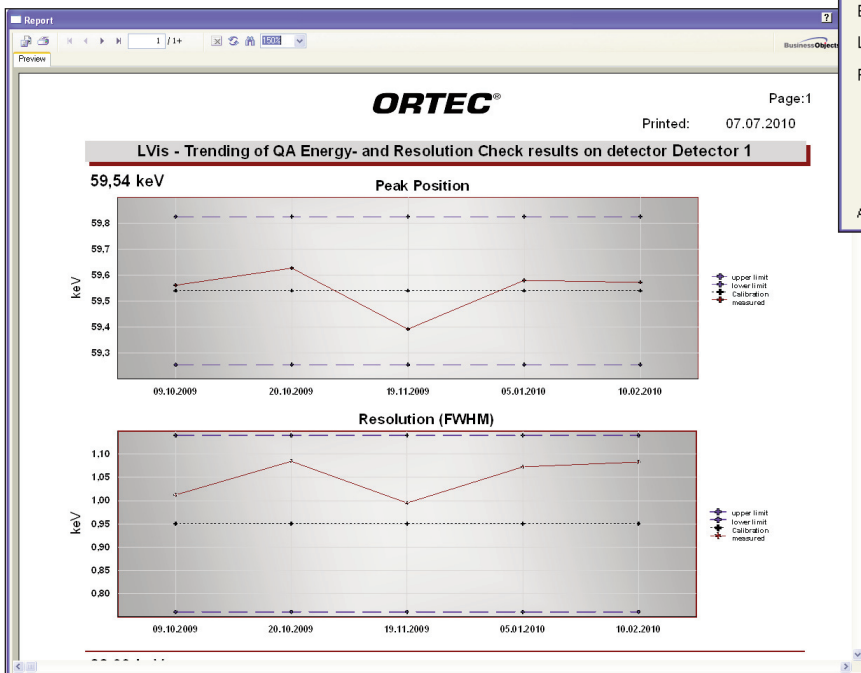 Report
1 / 1+
150%
BusinessObjects
Preview
ORTEC®
Page:1
Printed: 07.07.2010
LVis - Trending of QA Energy- and Resolution Check results on detector Detector 1
59,54 keV
Peak Position
59,8
59,7
59,6
59,5
59,4
59,3
keV
09.10.2009 20.10.2009 19.11.2009 05.01.2010 10.02.2010
upper limit
lower limit
Calibration
measured
Resolution (FWHM)
1,10
1,05
1,00
0,95
0,90
0,85
0,80
keV
09.10.2009 20.10.2009 19.11.2009 05.01.2010 10.02.2010
upper limit
lower limit
Calibration
measured